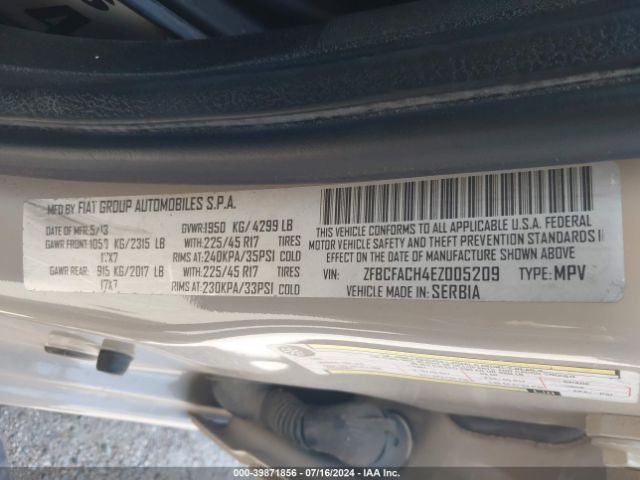 MFD BY FIAT GROUP AUTOMOBILES S.P.A.
DATE OF MFR 5/13 GVWR: 1950 KG/ 4299 LB
GAWR FRONT: 1050 KG/2315 LB WITH: 225/45 R17 TIRES
17X7 RIMS AT: 240KPA/35PSI COLD
GAWR REAR: 915 KG/2017 LB WITH: 225/45 R17 TIRES
17X7 RIMS AT: 230KPA/33PSI COLD
THIS VEHICLE CONFORMS TO ALL APPLICABLE U.S.A. FEDERAL
MOTOR VEHICLE SAFETY, BUMPER, AND THEFT PREVENTION STANDARDS IN
EFFECT ON THE DATE OF MANUFACTURE SHOWN ABOVE
VIN: ZFBCFACH4EZ005209 TYPE: MPV
VEHICLE MADE IN: SERBIA
000-39871856 | 07/16/2024 | IAA Inc.